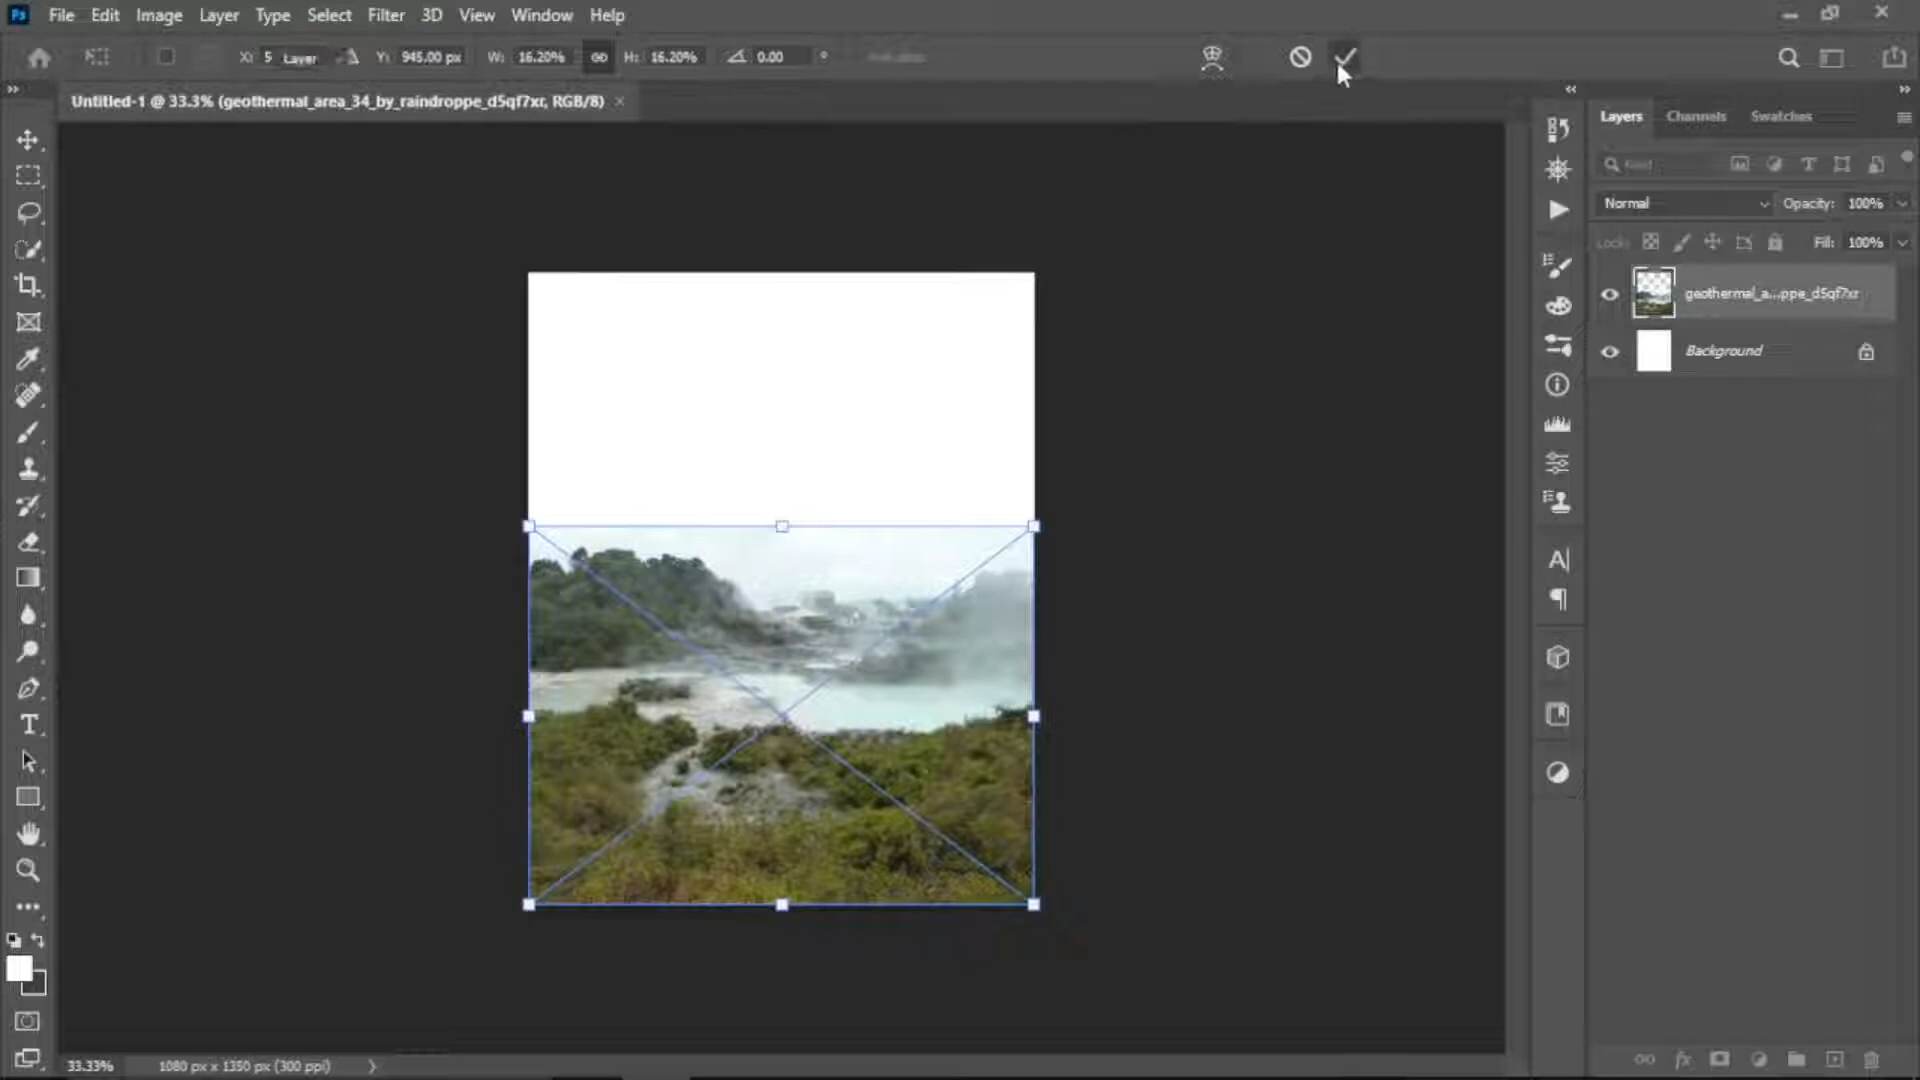 Ps File Edit Image Layer Type Select Filter 3D View Window Help
X: 5 Layer Y: 945.00 px W: 16.20% H: 16.20% 0.00 °
Untitled-1 @ 33.3% (geothermal_area_34_by_raindroppe_d5qf7xr, RGB/8) ×
Layers Channels Swatches
Kind
Normal Opacity: 100%
Lock: Fill: 100%
geothermal_a...ppe_d5qf7xr
Background
33.33% 1080 px x 1350 px (300 ppi)